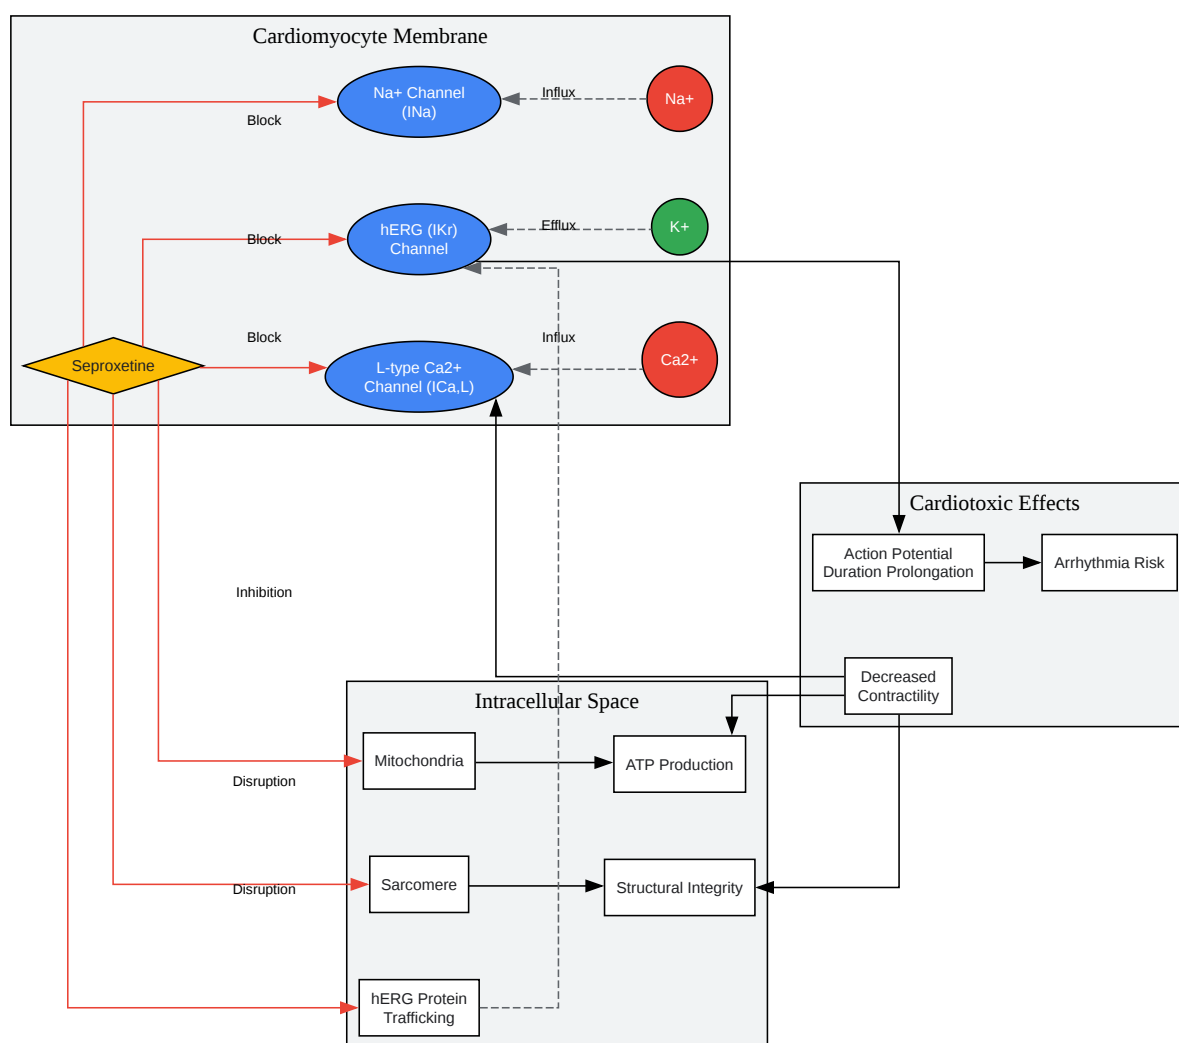 Cardiomyocyte Membrane
Na+ Channel
(INa)
Influx
Na+
Block
hERG (IKr)
Channel
Efflux
K+
Block
Block
Influx
Seproxetine
L-type Ca2+
Channel (ICa,L)
Ca2+
Cardiotoxic Effects
Action Potential
Duration Prolongation
Arrhythmia Risk
Inhibition
Decreased
Contractility
Intracellular Space
Mitochondria
ATP Production
Disruption
Sarcomere
Structural Integrity
Disruption
hERG Protein
Trafficking